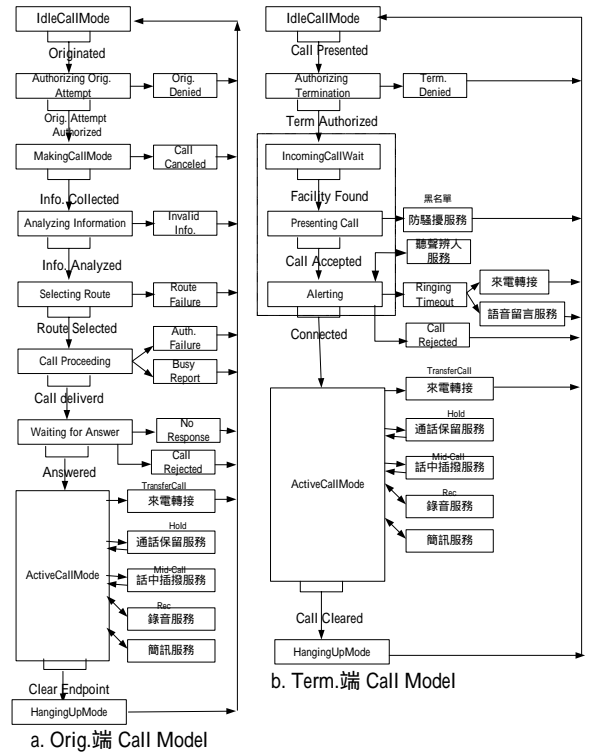 IdleCallMode
Originated
Authorizing Orig.
Attempt
Orig.
Denied
Orig. Attempt
Authorized
MakingCallMode
Call
Canceled
Info. Collected
Analyzing Information
Invalid
Info.
Info. Analyzed
Selecting Route
Route
Failure
Route Selected
Call Proceeding
Auth.
Failure
Busy
Report
Call deliverd
Waiting for Answer
No
Response
Call
Rejected
Answered
ActiveCallMode
TransferCall
來電轉接
Hold
通話保留服務
Mid-Call
話中插撥服務
Rec
錄音服務
簡訊服務
Clear Endpoint
HangingUpMode
a. Orig.端 Call Model
IdleCallMode
Call Presented
Authorizing
Termination
Term.
Denied
Term Authorized
IncomingCallWait
Facility Found
Presenting Call
黑名單
防騷擾服務
聽聲辨人
服務
Call Accepted
Alerting
Ringing
Timeout
來電轉接
語音留言服務
Call
Rejected
Connected
ActiveCallMode
TransferCall
來電轉接
Hold
通話保留服務
Mid-Call
話中插撥服務
Rec
錄音服務
簡訊服務
Call Cleared
HangingUpMode
b. Term.端 Call Model